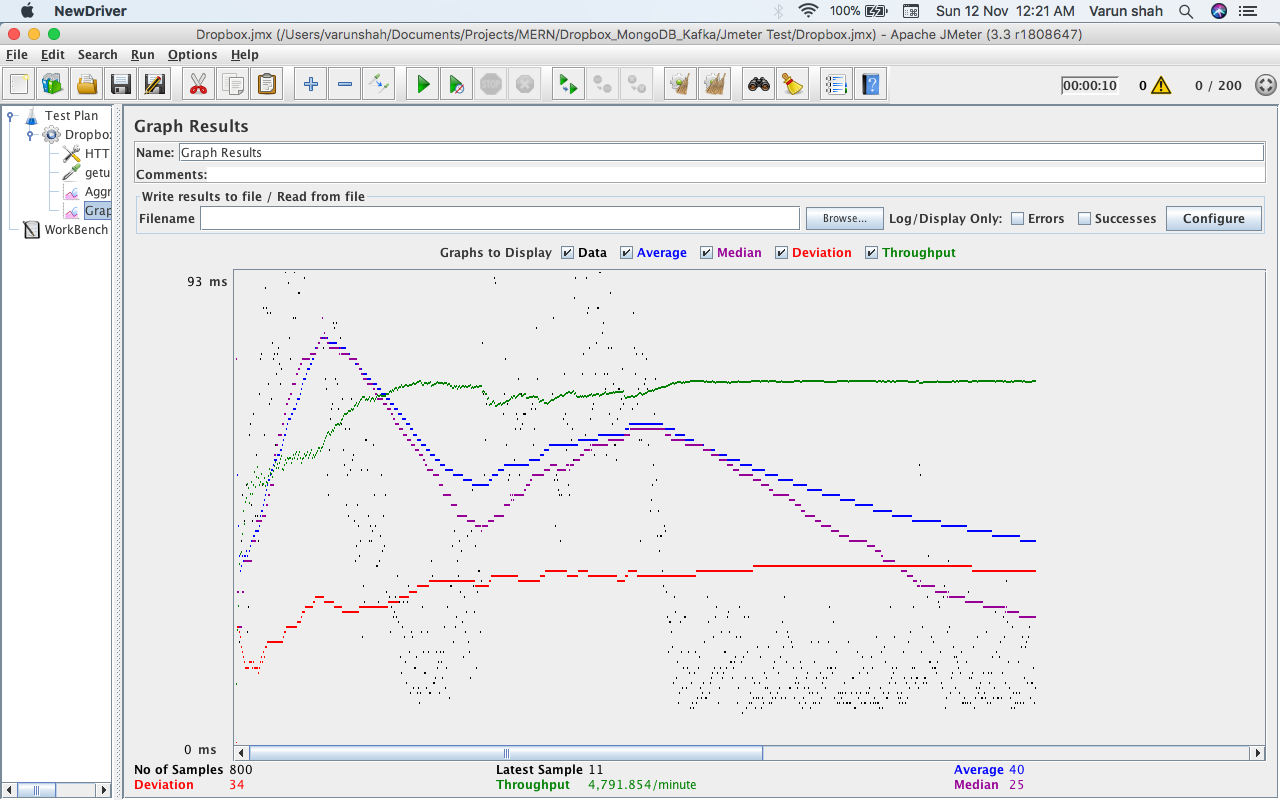 NewDriver 100% Sun 12 Nov 12:21 AM Varun shah
Dropbox.jmx (/Users/varunshah/Documents/Projects/MERN/Dropbox_MongoDB_Kafka/Jmeter Test/Dropbox.jmx) - Apache JMeter (3.3 r1808647)
File Edit Search Run Options Help
STOP 00:00:10 0 0 / 200
Test Plan
Dropbo
HTT
getu
Aggr
Grap
WorkBench
Graph Results
Name: Graph Results
Comments:
Write results to file / Read from file
Filename Browse... Log/Display Only: Errors Successes Configure
Graphs to Display Data Average Median Deviation Throughput
93 ms
0 ms
No of Samples 800 Latest Sample 11 Average 40
Deviation 34 Throughput 4,791.854/minute Median 25